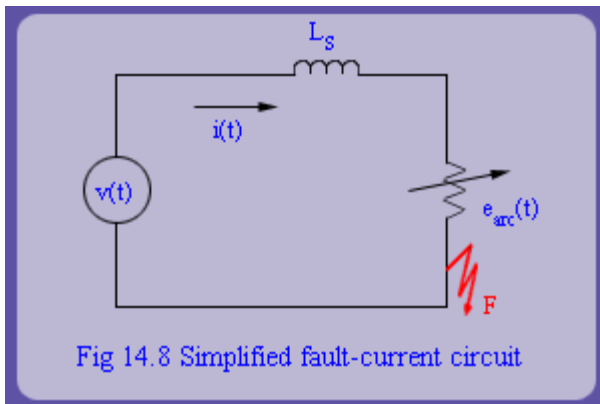 L_S
i(t)
v(t)
e_arc(t)
F
Fig 14.8 Simplified fault-current circuit